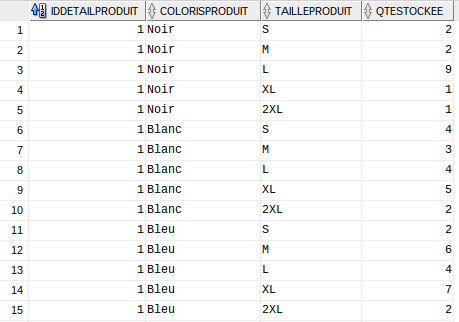 IDDETAILPRODUIT COLORISPRODUIT TAILLEPRODUIT QTESTOCKEE
1 1 Noir S 2
2 1 Noir M 2
3 1 Noir L 9
4 1 Noir XL 1
5 1 Noir 2XL 1
6 1 Blanc S 4
7 1 Blanc M 3
8 1 Blanc L 4
9 1 Blanc XL 5
10 1 Blanc 2XL 2
11 1 Bleu S 2
12 1 Bleu M 6
13 1 Bleu L 4
14 1 Bleu XL 7
15 1 Bleu 2XL 2